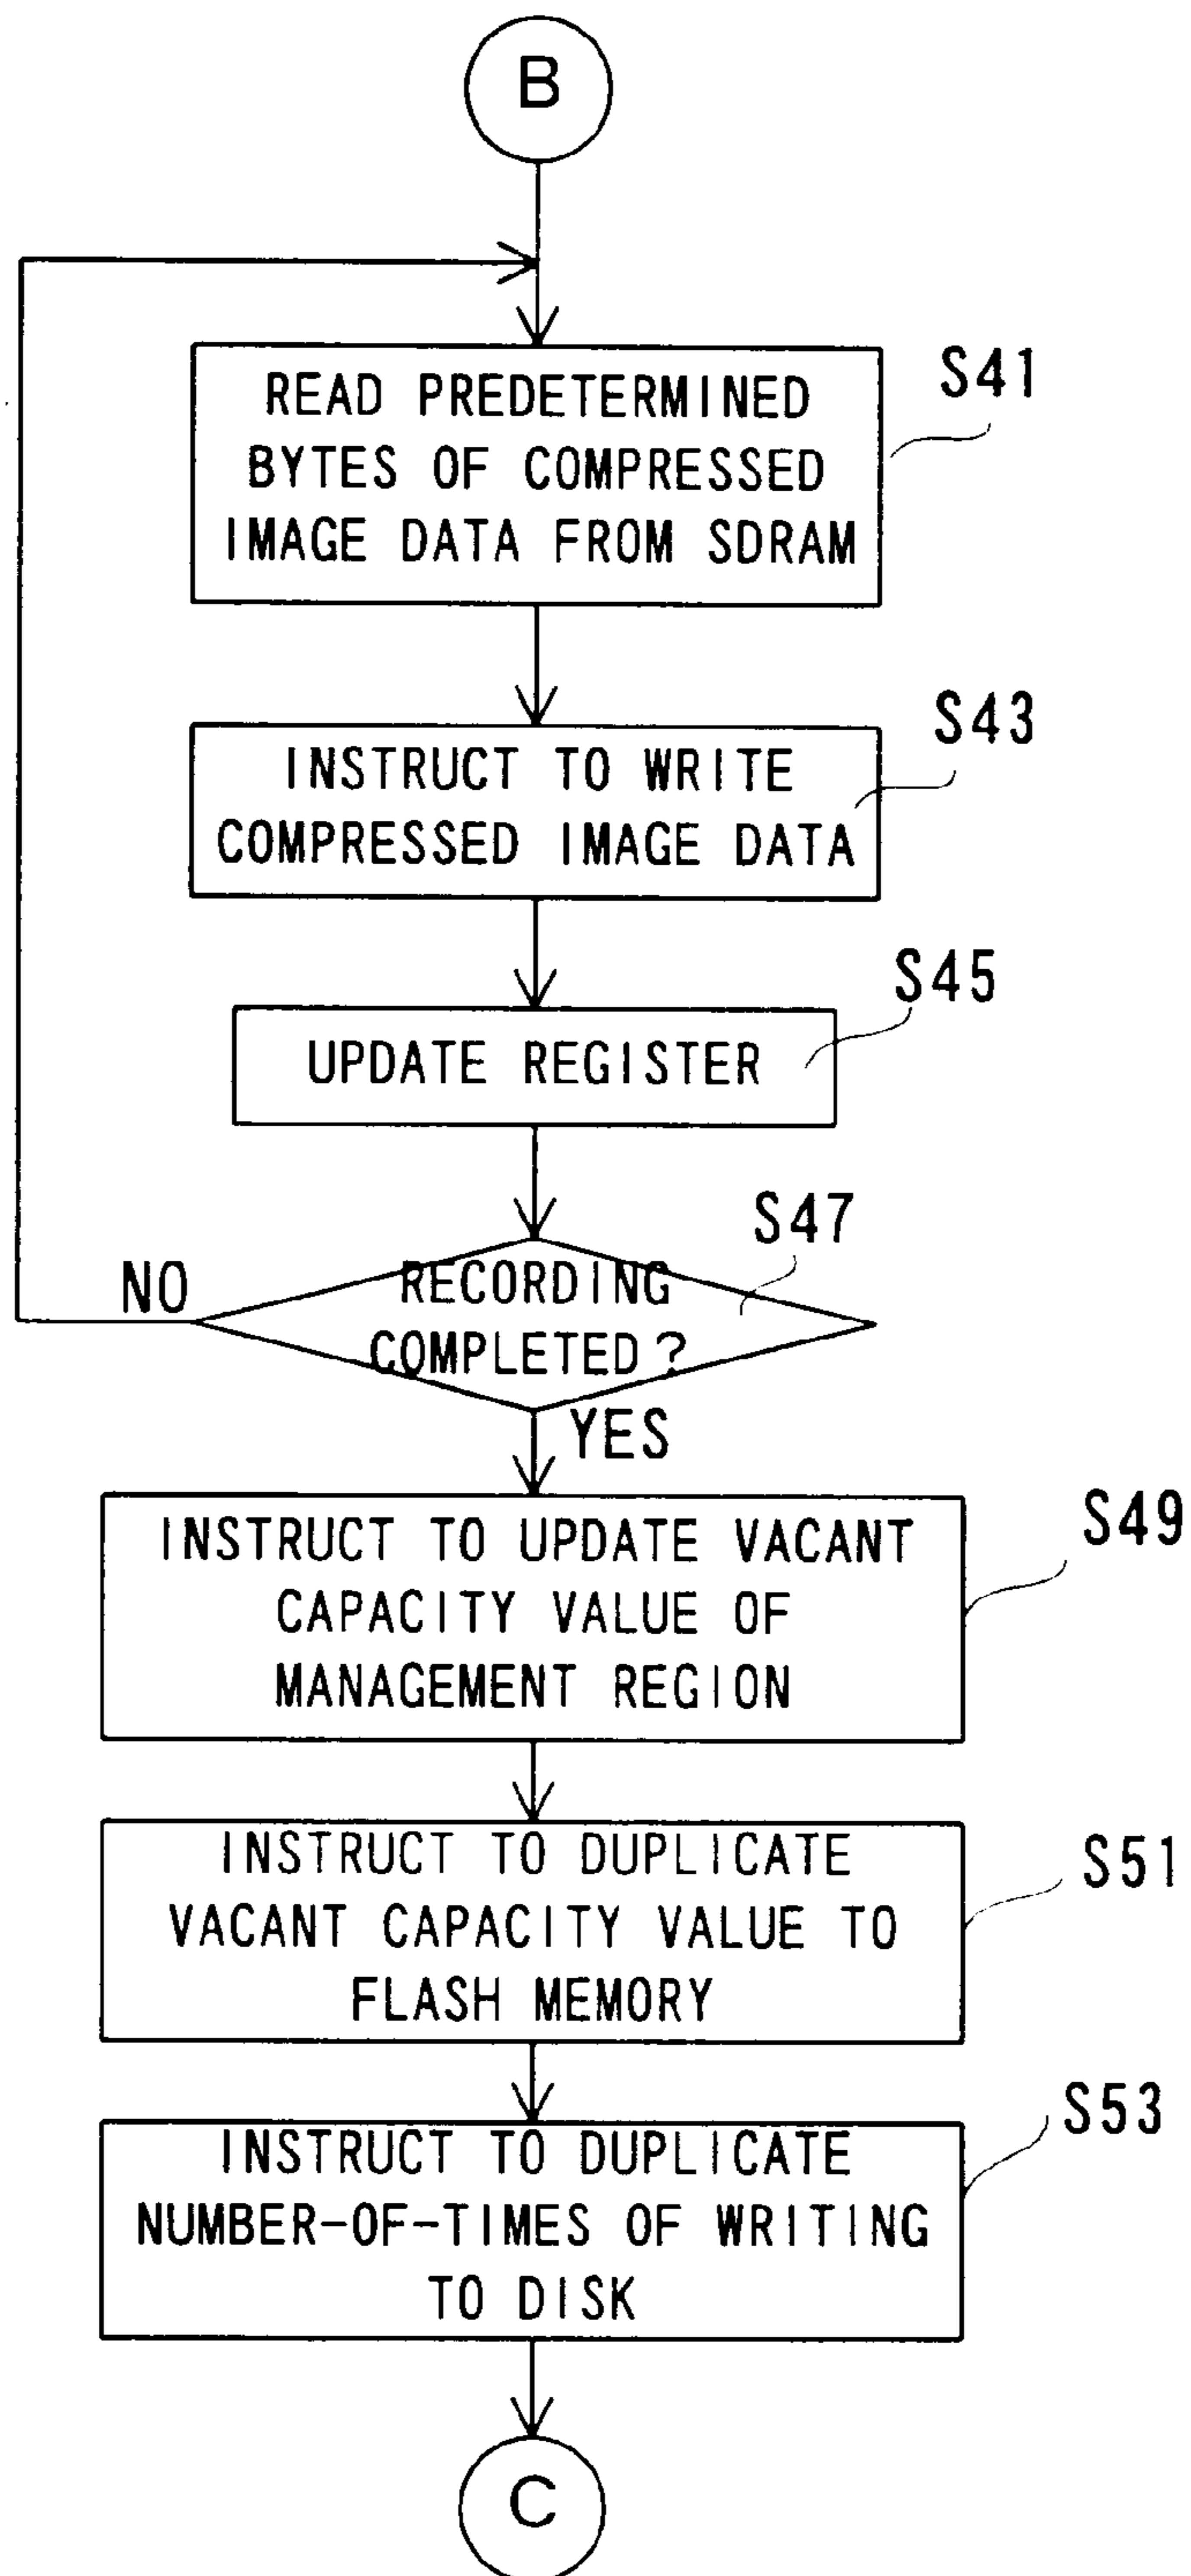 B
READ PREDETERMINED
BYTES OF COMPRESSED
IMAGE DATA FROM SDRAM
S41
INSTRUCT TO WRITE
COMPRESSED IMAGE DATA
S43
UPDATE REGISTER
S45
RECORDING
COMPLETED?
S47
NO
YES
INSTRUCT TO UPDATE VACANT
CAPACITY VALUE OF
MANAGEMENT REGION
S49
INSTRUCT TO DUPLICATE
VACANT CAPACITY VALUE TO
FLASH MEMORY
S51
INSTRUCT TO DUPLICATE
NUMBER-OF-TIMES OF WRITING
TO DISK
S53
C